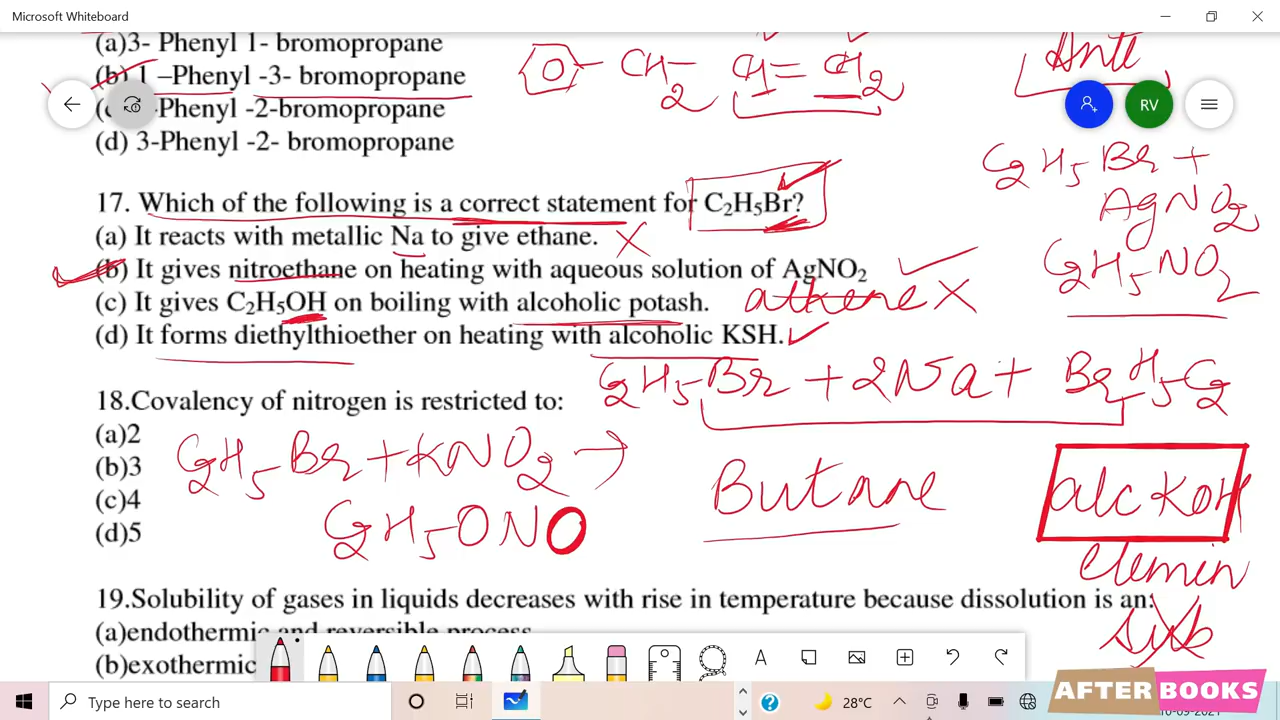 Microsoft Whiteboard
(a)3- Phenyl 1- bromopropane
(b) 1 –Phenyl -3- bromopropane
-Phenyl -2-bromopropane
(d) 3-Phenyl -2- bromopropane
CH2 CH = CH2
Anti
RV
17. Which of the following is a correct statement for C2H5Br?
(a) It reacts with metallic Na to give ethane.
(b) It gives nitroethane on heating with aqueous solution of AgNO2
(c) It gives C2H5OH on boiling with alcoholic potash.
(d) It forms diethylthioether on heating with alcoholic KSH.
C2H5Br +
AgNO2
C2H5NO2
alkene
C2H5Br + 2Na + BrH5C2
18.Covalency of nitrogen is restricted to:
(a)2
(b)3
(c)4
(d)5
C2H5Br + KNO2 →
C2H5ONO
Butane
alc KOH
elemin
sub
19.Solubility of gases in liquids decreases with rise in temperature because dissolution is an:
(a)endothermic and reversible process
(b)exothermic
Type here to search
28°C
AFTER BOOKS